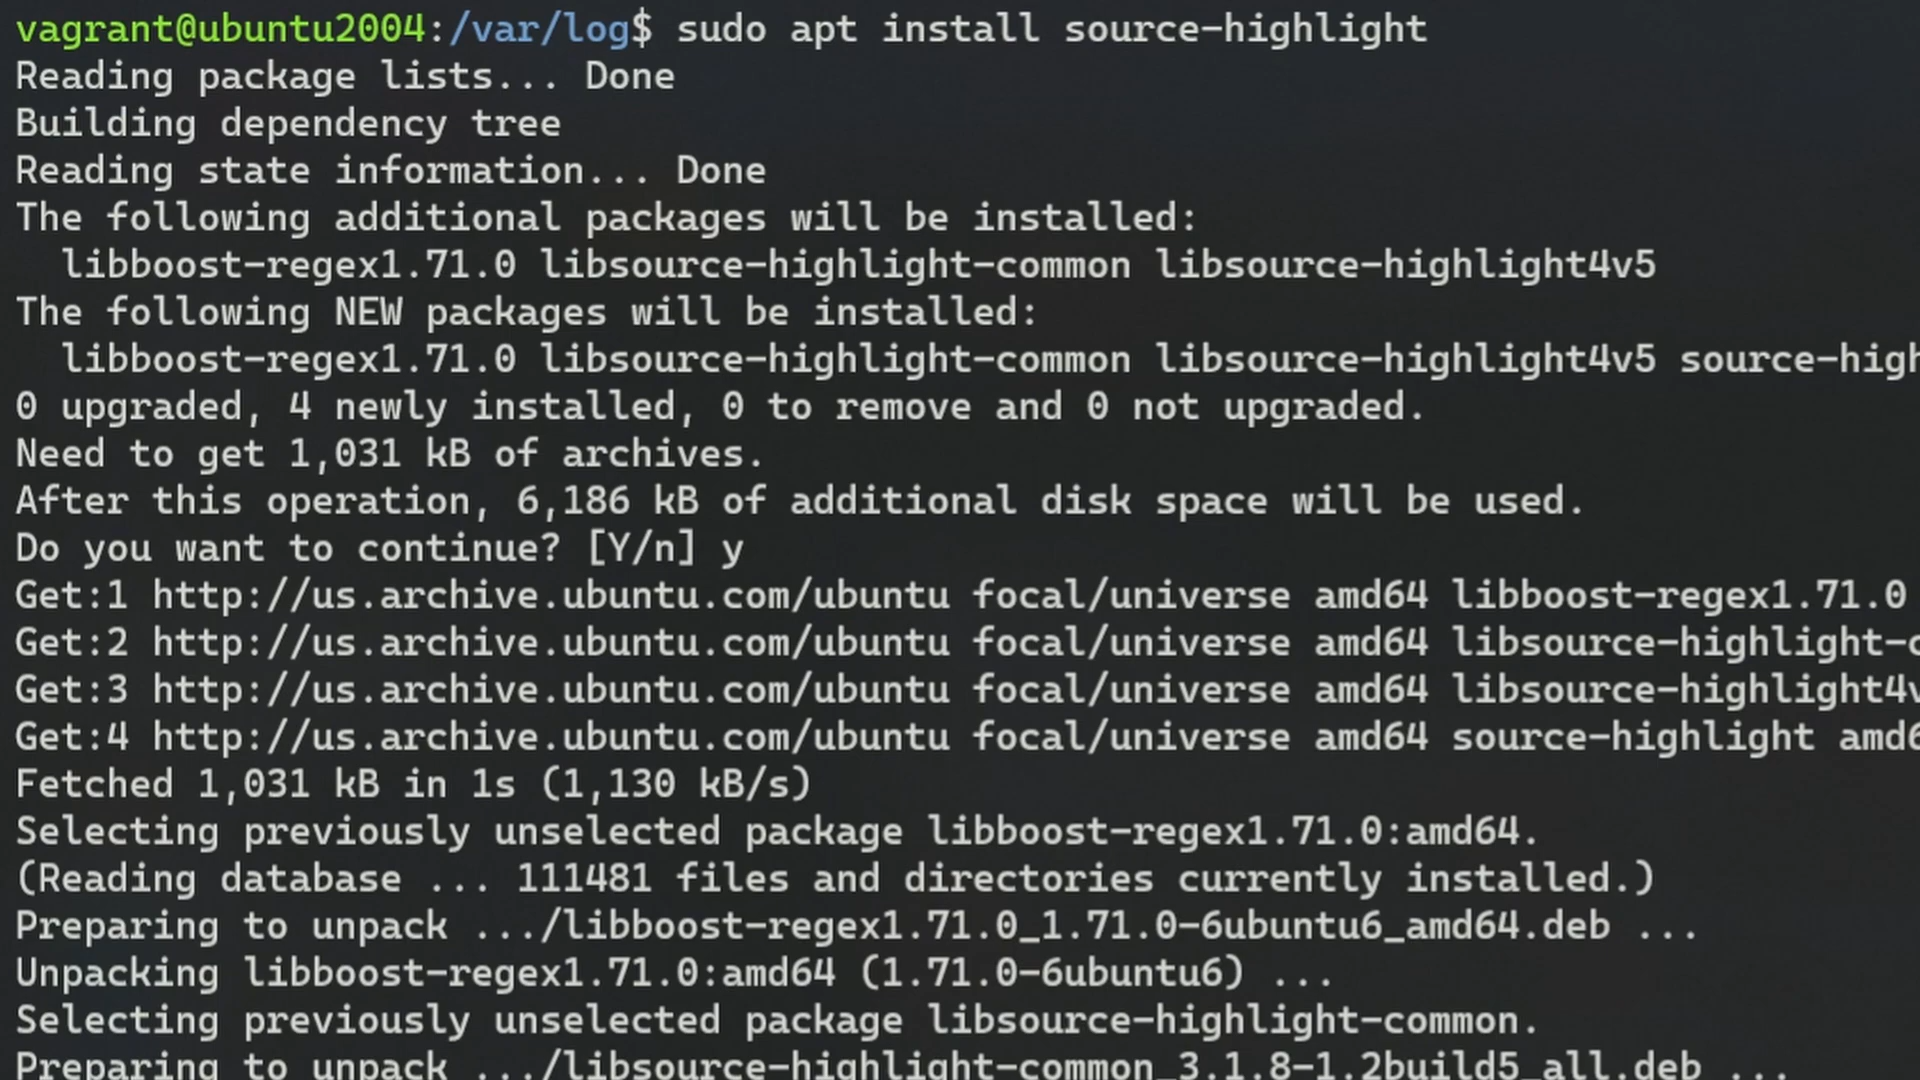 vagrant@ubuntu2004:/var/log$ sudo apt install source-highlight
Reading package lists... Done
Building dependency tree
Reading state information... Done
The following additional packages will be installed:
  libboost-regex1.71.0 libsource-highlight-common libsource-highlight4v5
The following NEW packages will be installed:
  libboost-regex1.71.0 libsource-highlight-common libsource-highlight4v5 source-high
0 upgraded, 4 newly installed, 0 to remove and 0 not upgraded.
Need to get 1,031 kB of archives.
After this operation, 6,186 kB of additional disk space will be used.
Do you want to continue? [Y/n] y
Get:1 http://us.archive.ubuntu.com/ubuntu focal/universe amd64 libboost-regex1.71.0
Get:2 http://us.archive.ubuntu.com/ubuntu focal/universe amd64 libsource-highlight-c
Get:3 http://us.archive.ubuntu.com/ubuntu focal/universe amd64 libsource-highlight4v
Get:4 http://us.archive.ubuntu.com/ubuntu focal/universe amd64 source-highlight amd6
Fetched 1,031 kB in 1s (1,130 kB/s)
Selecting previously unselected package libboost-regex1.71.0:amd64.
(Reading database ... 111481 files and directories currently installed.)
Preparing to unpack .../libboost-regex1.71.0_1.71.0-6ubuntu6_amd64.deb ...
Unpacking libboost-regex1.71.0:amd64 (1.71.0-6ubuntu6) ...
Selecting previously unselected package libsource-highlight-common.
Preparing to unpack .../libsource-highlight-common_3.1.8-1.2build5_all.deb ...